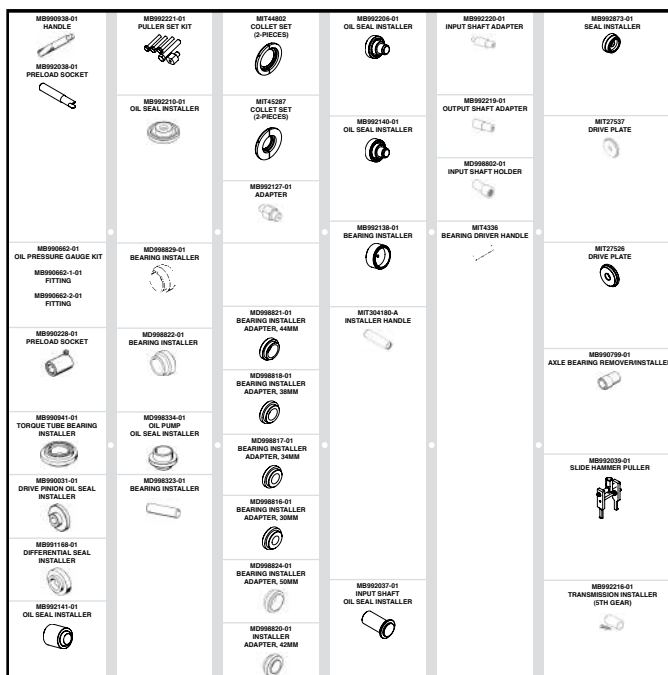 MB990938-01
HANDLE
MB992038-01
PRELOAD SOCKET
MB990662-01
OIL PRESSURE GAUGE KIT
MB990662-1-01
FITTING
MB990662-2-01
FITTING
MB990228-01
PRELOAD SOCKET
MB990941-01
TORQUE TUBE BEARING
INSTALLER
MB990031-01
DRIVE PINION OIL SEAL
INSTALLER
MB991168-01
DIFFERENTIAL SEAL
INSTALLER
MB992141-01
OIL SEAL INSTALLER
MB992221-01
PULLER SET KIT
MB992210-01
OIL SEAL INSTALLER
MD998829-01
BEARING INSTALLER
MD998822-01
BEARING INSTALLER
MD998334-01
OIL PUMP
OIL SEAL INSTALLER
MD998323-01
BEARING INSTALLER
MIT44802
COLLET SET
(2-PIECES)
MIT45287
COLLET SET
(2-PIECES)
MB992127-01
ADAPTER
MD998821-01
BEARING INSTALLER
ADAPTER, 44MM
MD998818-01
BEARING INSTALLER
ADAPTER, 38MM
MD998817-01
BEARING INSTALLER
ADAPTER, 34MM
MD998816-01
BEARING INSTALLER
ADAPTER, 30MM
MD998824-01
BEARING INSTALLER
ADAPTER, 50MM
MD998820-01
INSTALLER
ADAPTER, 42MM
MB992206-01
OIL SEAL INSTALLER
MB992140-01
OIL SEAL INSTALLER
MB992138-01
BEARING INSTALLER
MIT304180-A
INSTALLER HANDLE
MB992037-01
INPUT SHAFT
OIL SEAL INSTALLER
MB992220-01
INPUT SHAFT ADAPTER
MB992219-01
OUTPUT SHAFT ADAPTER
MD998802-01
INPUT SHAFT HOLDER
MIT4336
BEARING DRIVER HANDLE
MB992873-01
SEAL INSTALLER
MIT27537
DRIVE PLATE
MIT27526
DRIVE PLATE
MB990799-01
AXLE BEARING REMOVER/INSTALLER
MB992039-01
SLIDE HAMMER PULLER
MB992216-01
TRANSMISSION INSTALLER
(5TH GEAR)